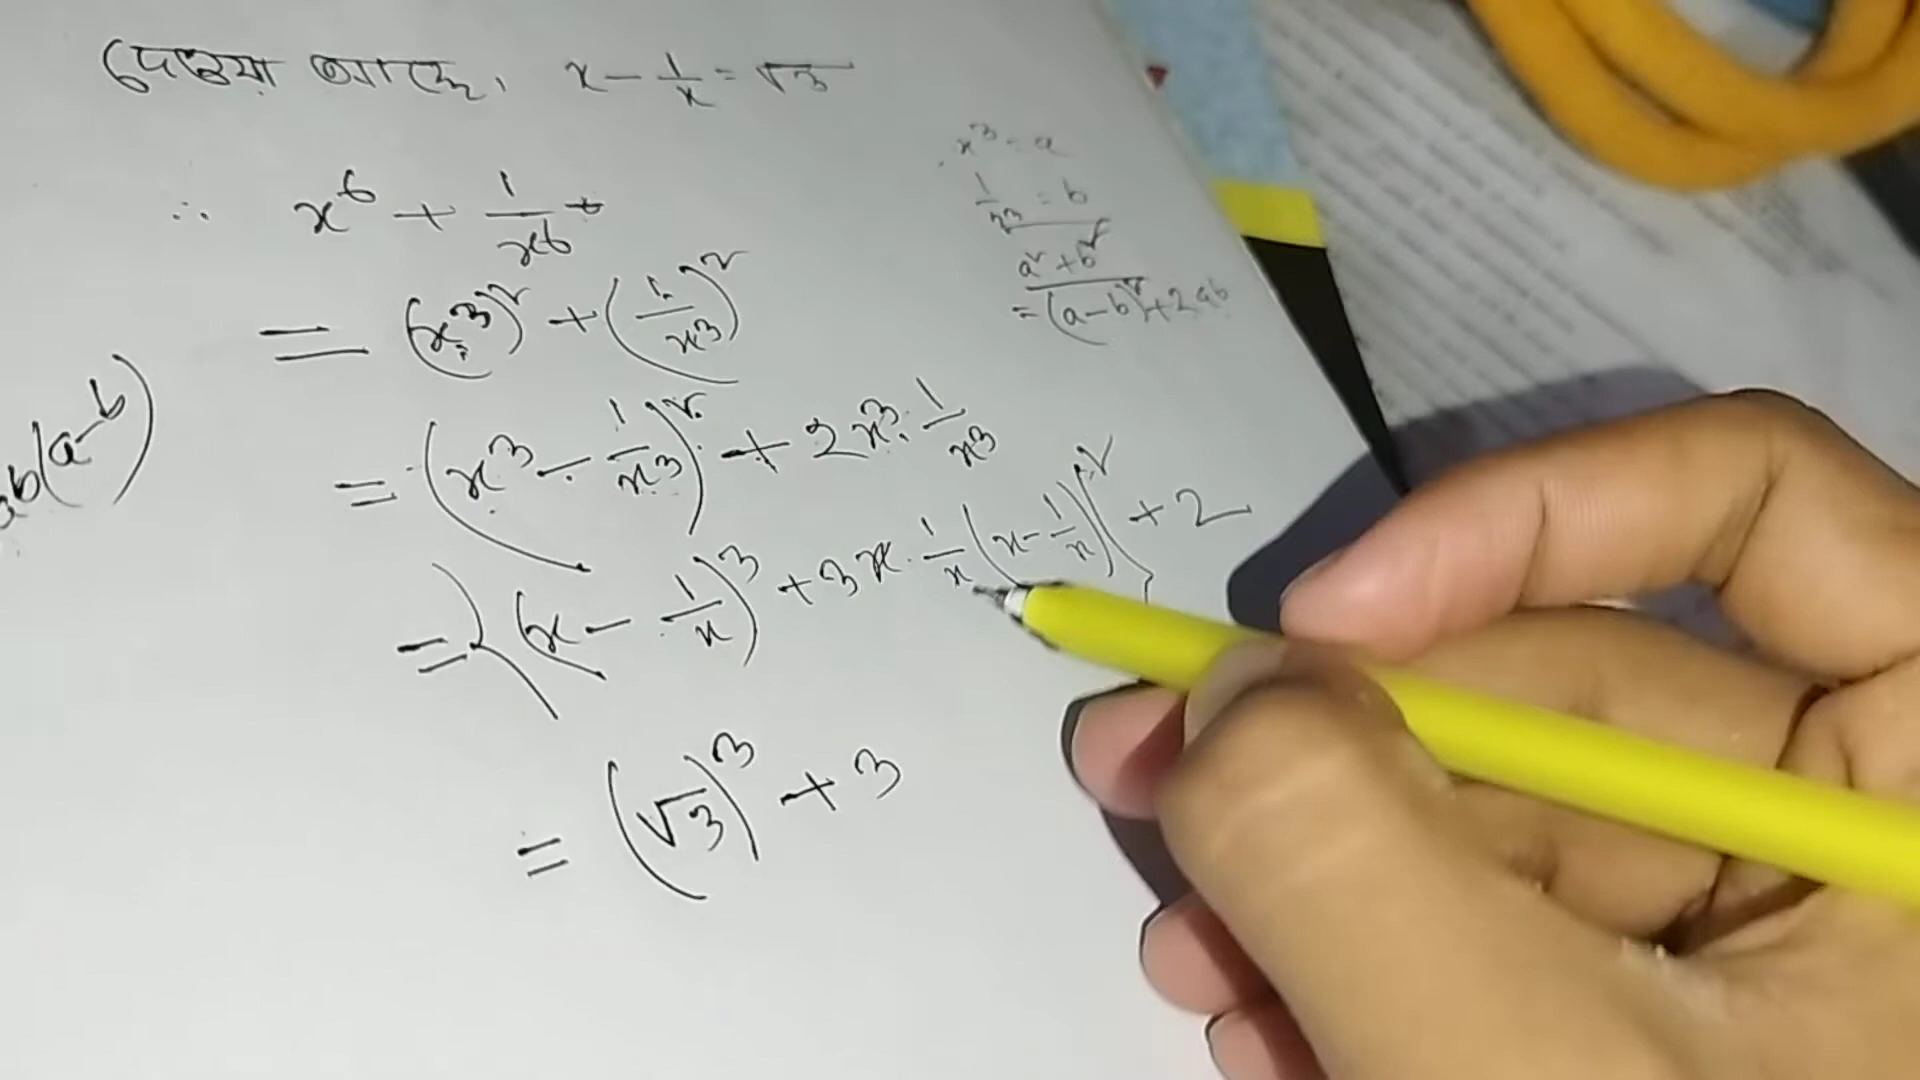 দেওয়া আছে, x - 1/x = √3
∴ x⁶ + 1/x⁶
= (x³)² + (1/x³)²
= (x³ - 1/x³)² + 2x³·1/x³
= {(x - 1/x)³ + 3x·1/x(x - 1/x)}² + 2
= (√3)³ + 3
x³ = a
1/x³ = b
a² + b²
= (a-b)² + 2ab
ab(a-b)